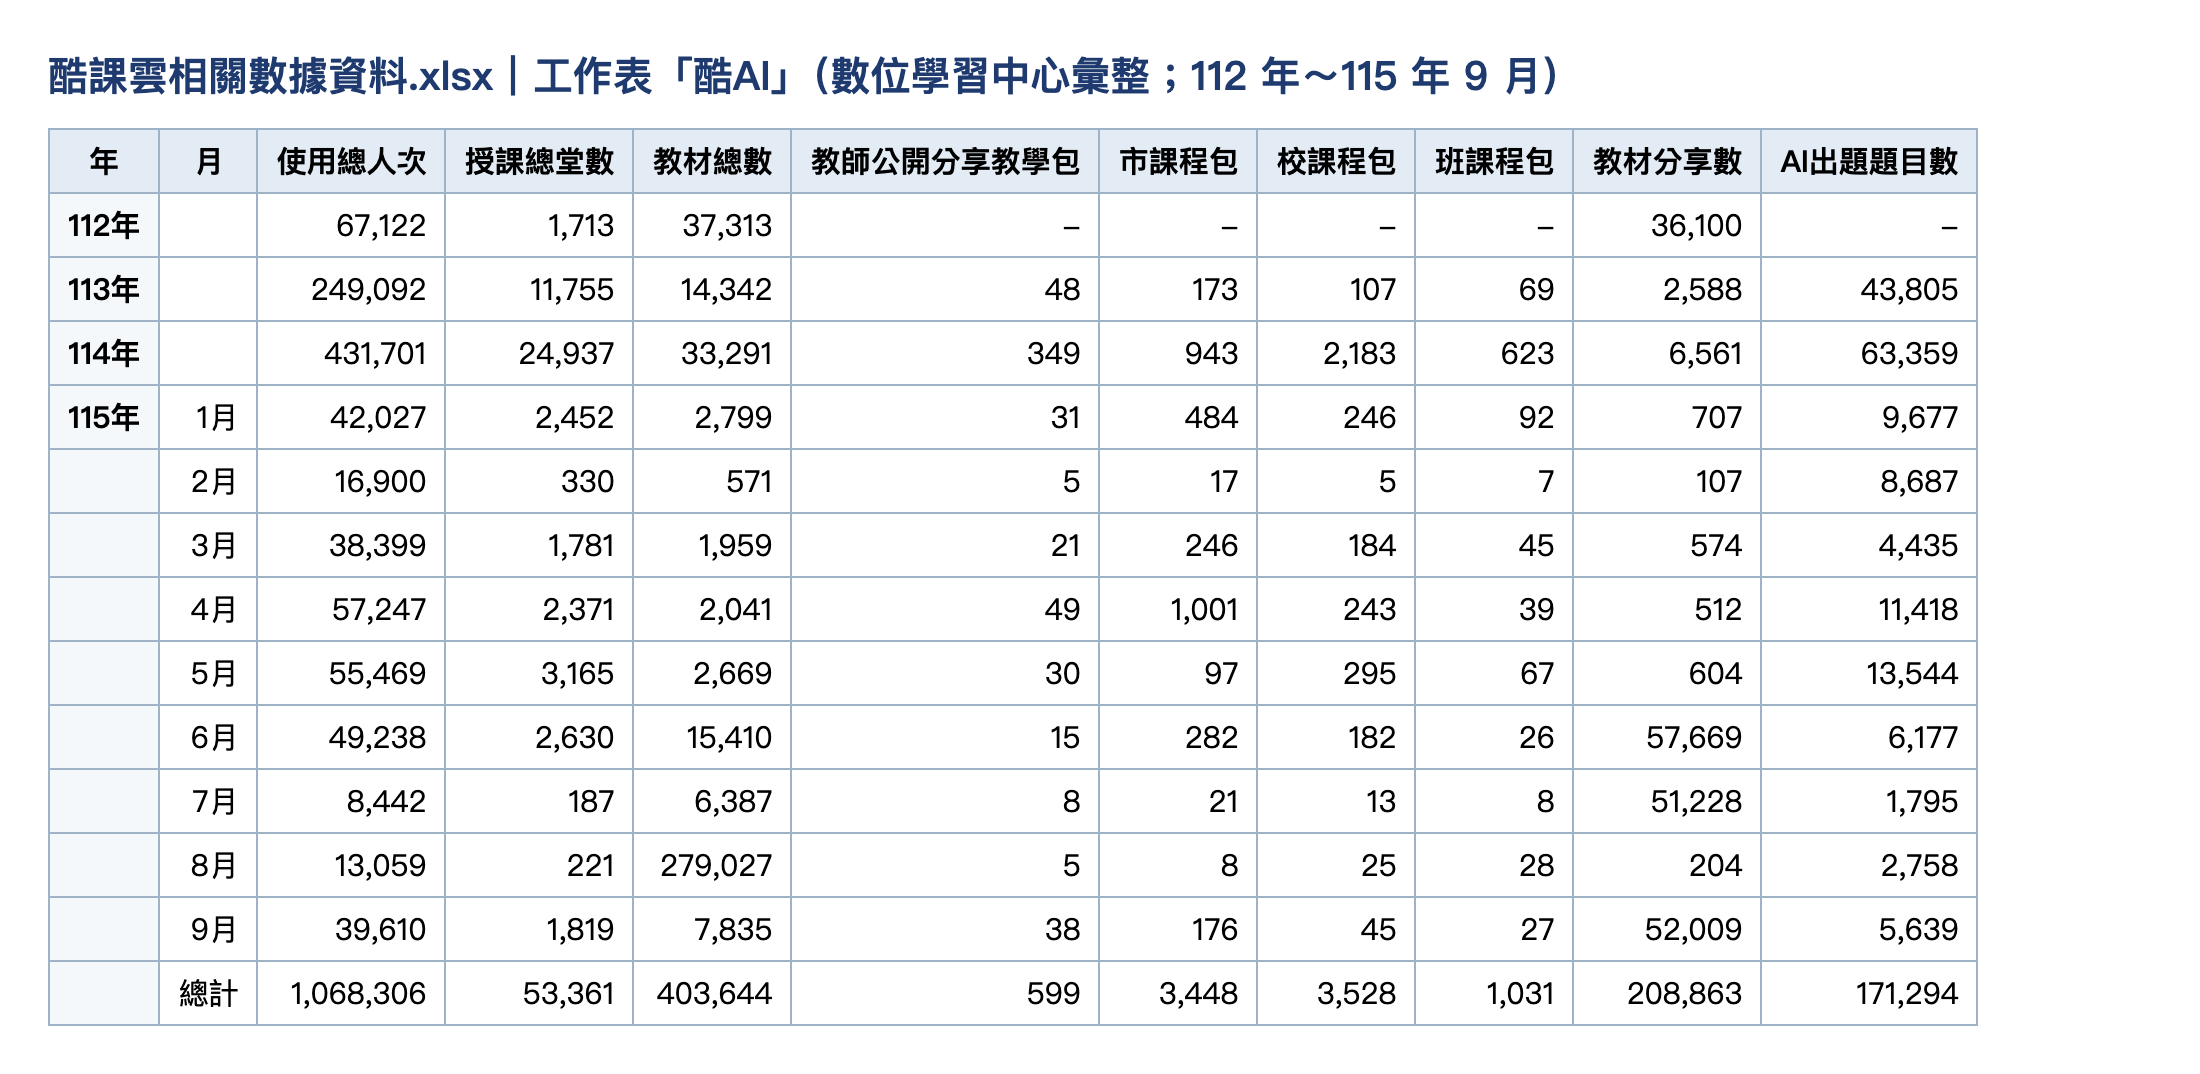 酷課雲相關數據資料.xlsx｜工作表「酷AI」（數位學習中心彙整；112 年～115 年 9 月）
年 月 使用總人次 授課總堂數 教材總數 教師公開分享教學包 市課程包 校課程包 班課程包 教材分享數 AI出題題目數
112年 67,122 1,713 37,313 – – – – 36,100 –
113年 249,092 11,755 14,342 48 173 107 69 2,588 43,805
114年 431,701 24,937 33,291 349 943 2,183 623 6,561 63,359
115年 1月 42,027 2,452 2,799 31 484 246 92 707 9,677
2月 16,900 330 571 5 17 5 7 107 8,687
3月 38,399 1,781 1,959 21 246 184 45 574 4,435
4月 57,247 2,371 2,041 49 1,001 243 39 512 11,418
5月 55,469 3,165 2,669 30 97 295 67 604 13,544
6月 49,238 2,630 15,410 15 282 182 26 57,669 6,177
7月 8,442 187 6,387 8 21 13 8 51,228 1,795
8月 13,059 221 279,027 5 8 25 28 204 2,758
9月 39,610 1,819 7,835 38 176 45 27 52,009 5,639
總計 1,068,306 53,361 403,644 599 3,448 3,528 1,031 208,863 171,294